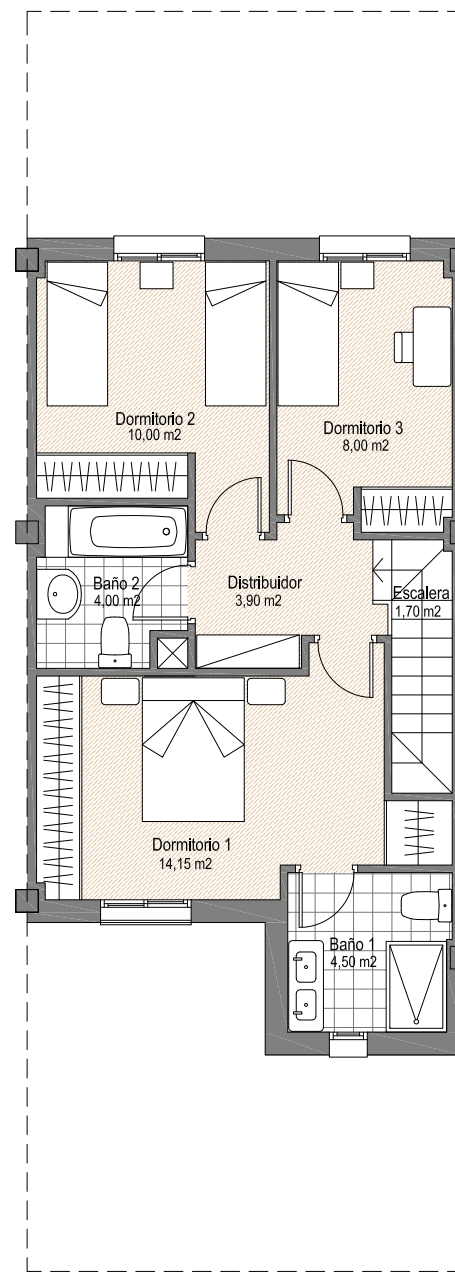 Dormitorio 2
10,00 m2
Dormitorio 3
8,00 m2
Baño 2
4,00 m2
Distribuidor
3,90 m2
Escalera
1,70 m2
Dormitorio 1
14,15 m2
Baño 1
4,50 m2